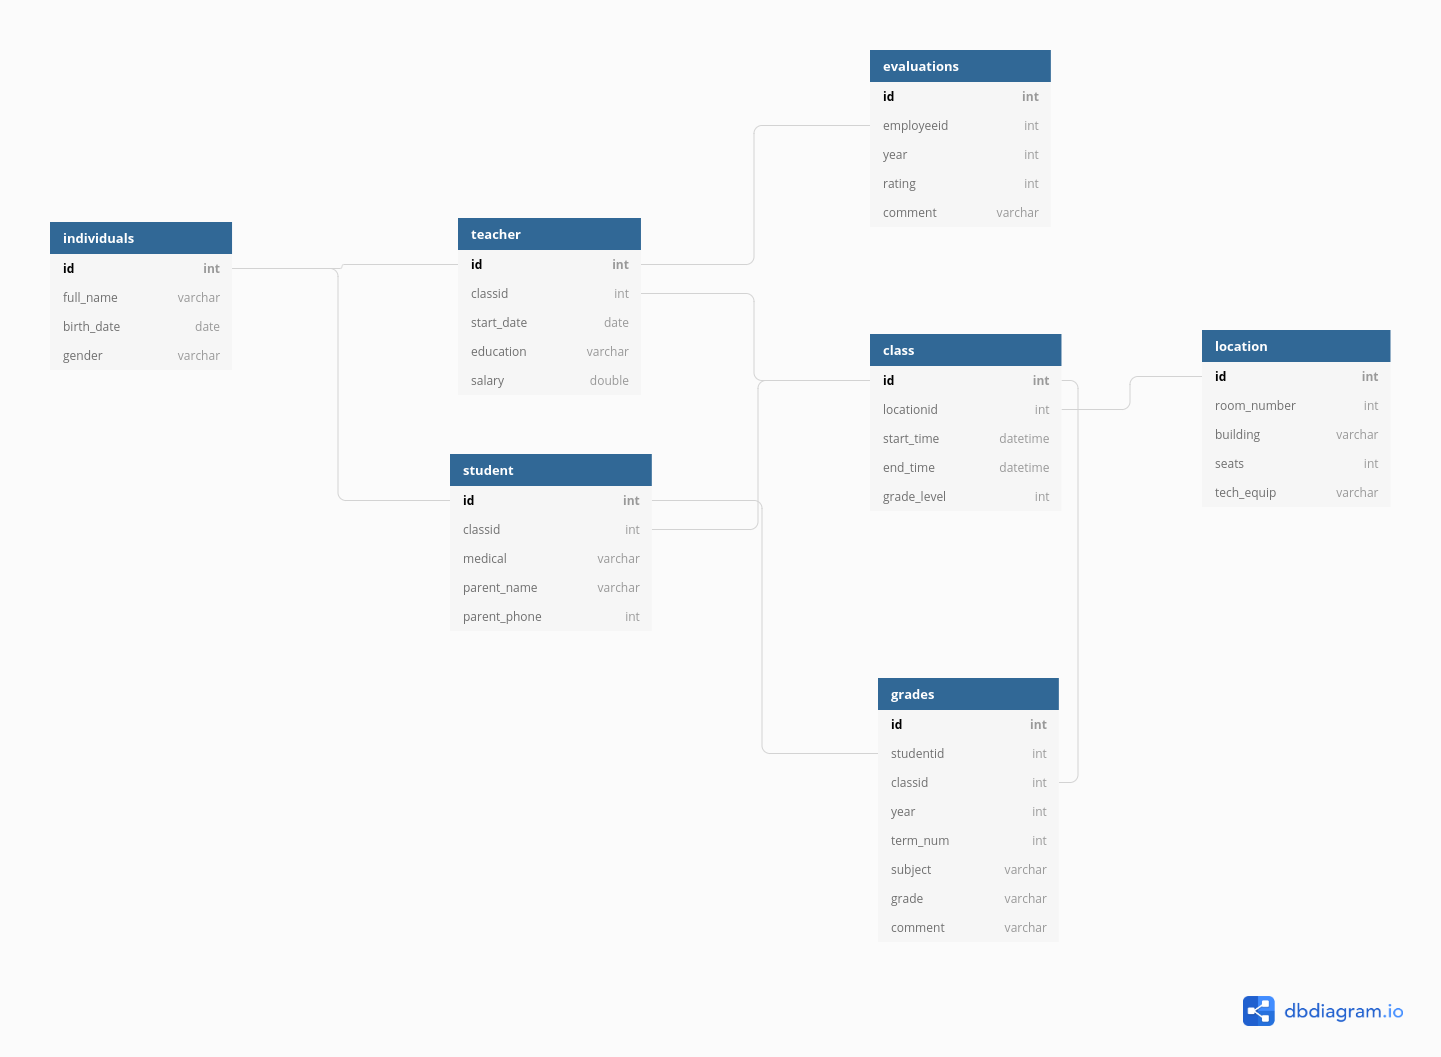 evaluations
id int
employeeid int
year int
rating int
comment varchar
individuals
id int
full_name varchar
birth_date date
gender varchar
teacher
id int
classid int
start_date date
education varchar
salary double
class
id int
locationid int
start_time datetime
end_time datetime
grade_level int
location
id int
room_number int
building varchar
seats int
tech_equip varchar
student
id int
classid int
medical varchar
parent_name varchar
parent_phone int
grades
id int
studentid int
classid int
year int
term_num int
subject varchar
grade varchar
comment varchar
dbdiagram.io